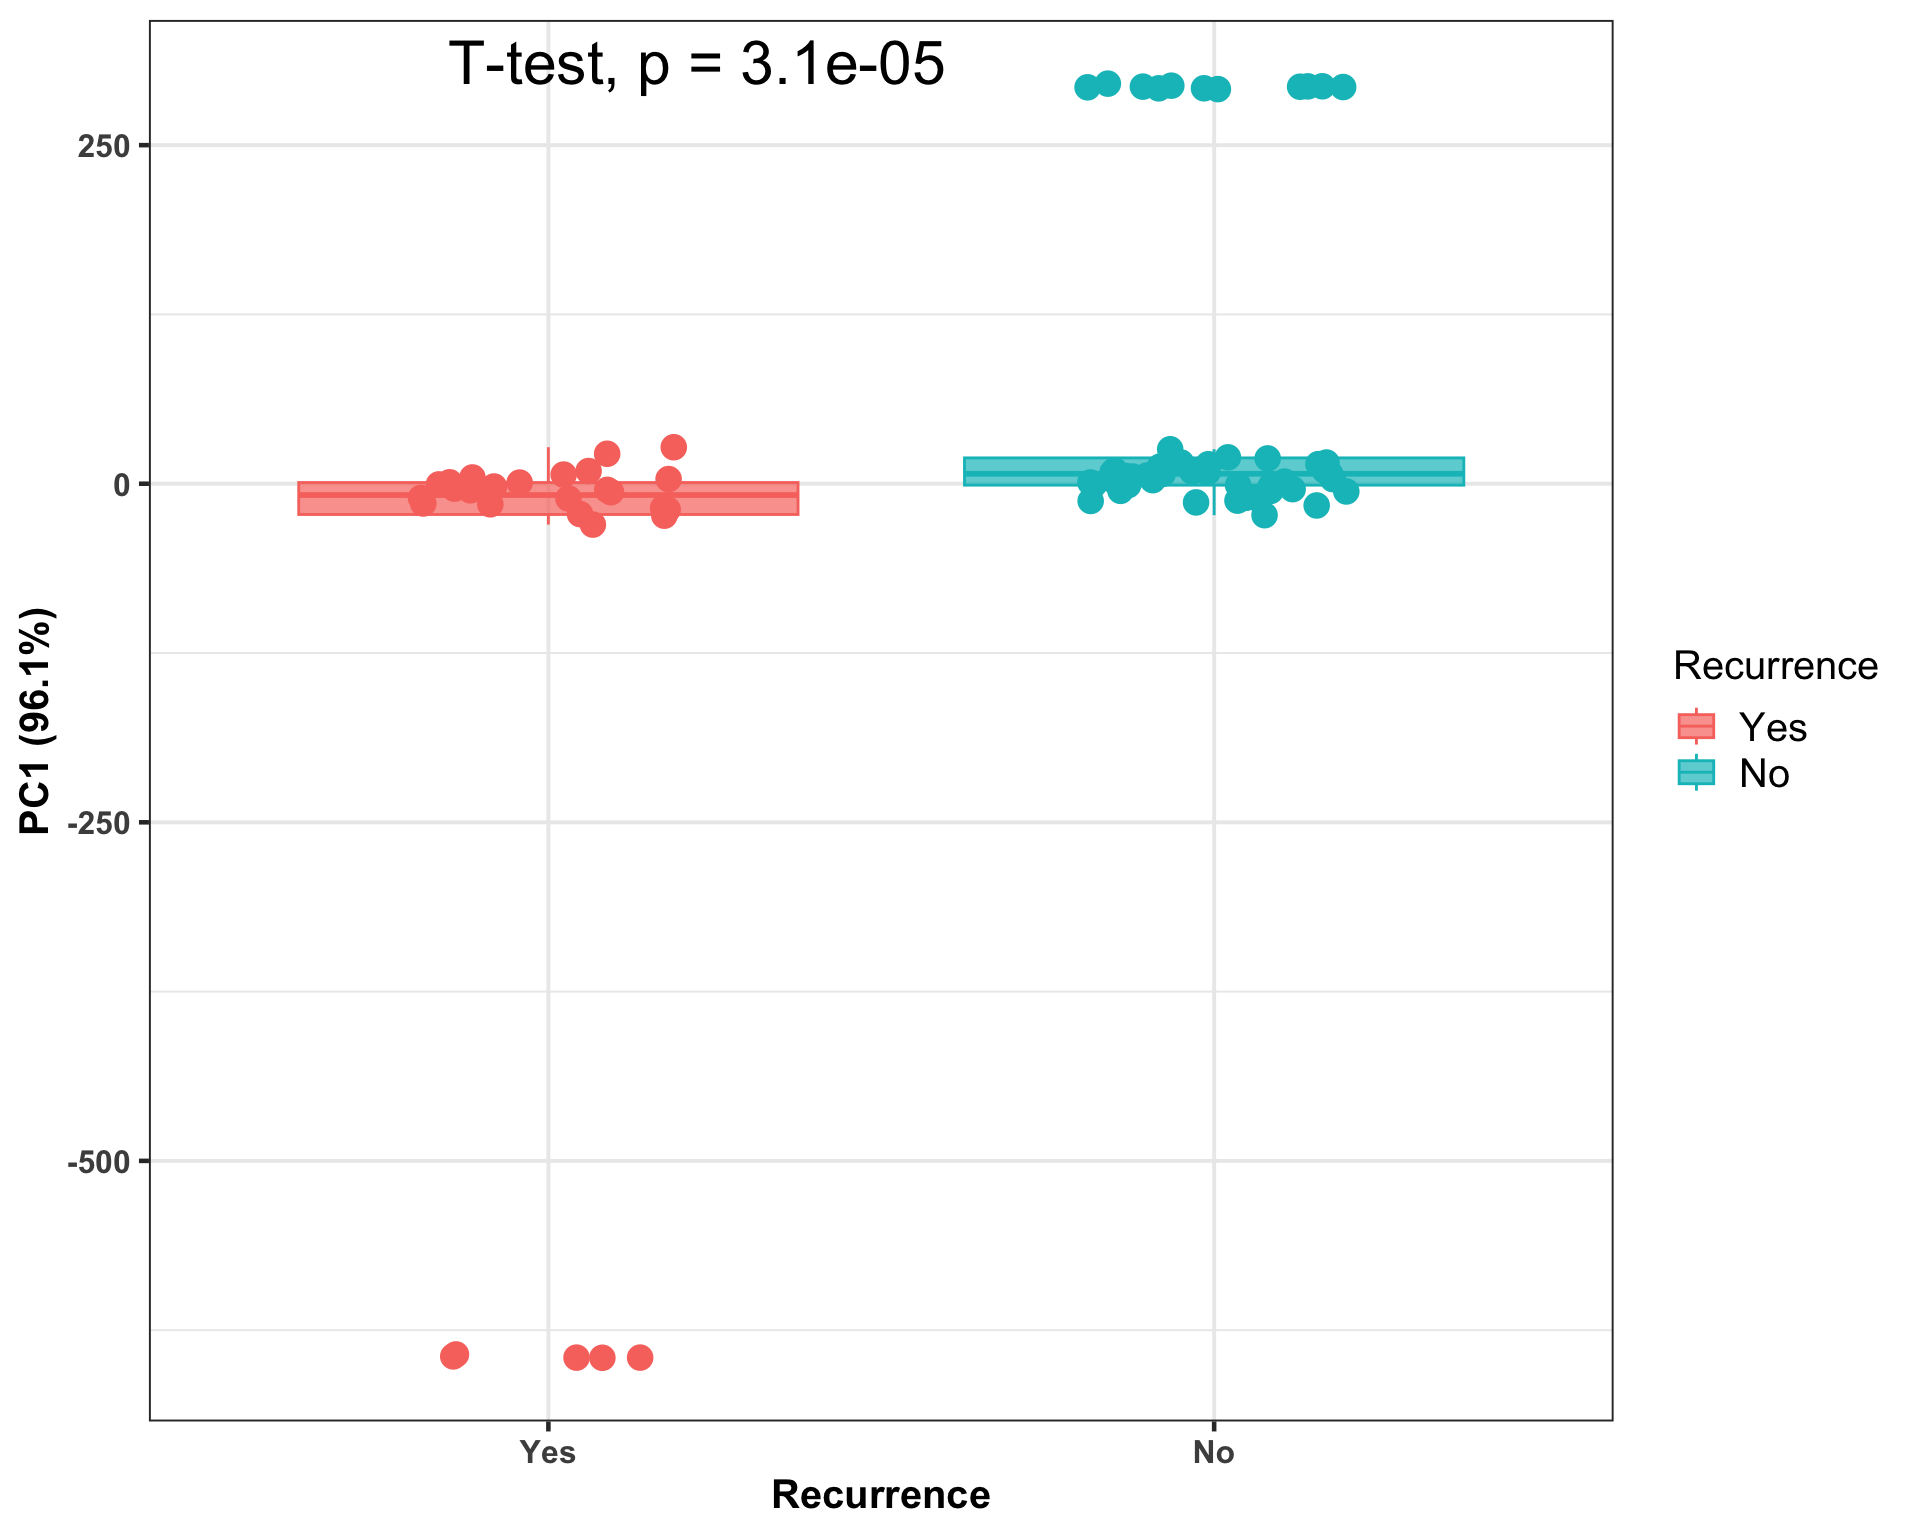 T-test, p = 3.1e-05
250
0
-250
-500
PC1 (96.1%)
Yes
No
Recurrence
Recurrence
Yes
No